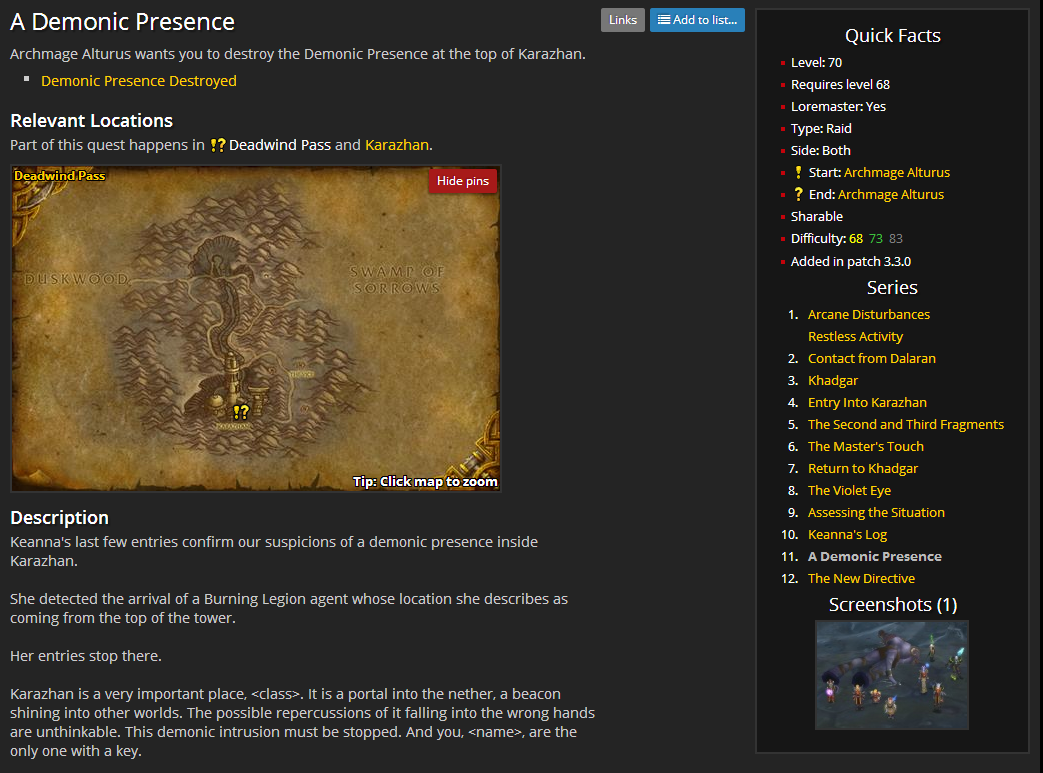 A Demonic Presence
Links
Add to list...
Archmage Alturus wants you to destroy the Demonic Presence at the top of Karazhan.
Demonic Presence Destroyed
Relevant Locations
Part of this quest happens in !? Deadwind Pass and Karazhan.
Deadwind Pass
Hide pins
DUSKWOOD
SWAMP OF
SORROWS
THE VICE
!?
KARAZHAN
Tip: Click map to zoom
Description
Keanna's last few entries confirm our suspicions of a demonic presence inside
Karazhan.
She detected the arrival of a Burning Legion agent whose location she describes as
coming from the top of the tower.
Her entries stop there.
Karazhan is a very important place, <class>. It is a portal into the nether, a beacon
shining into other worlds. The possible repercussions of it falling into the wrong hands
are unthinkable. This demonic intrusion must be stopped. And you, <name>, are the
only one with a key.
Quick Facts
Level: 70
Requires level 68
Loremaster: Yes
Type: Raid
Side: Both
! Start: Archmage Alturus
? End: Archmage Alturus
Sharable
Difficulty: 68 73 83
Added in patch 3.3.0
Series
1. Arcane Disturbances
Restless Activity
2. Contact from Dalaran
3. Khadgar
4. Entry Into Karazhan
5. The Second and Third Fragments
6. The Master's Touch
7. Return to Khadgar
8. The Violet Eye
9. Assessing the Situation
10. Keanna's Log
11. A Demonic Presence
12. The New Directive
Screenshots (1)